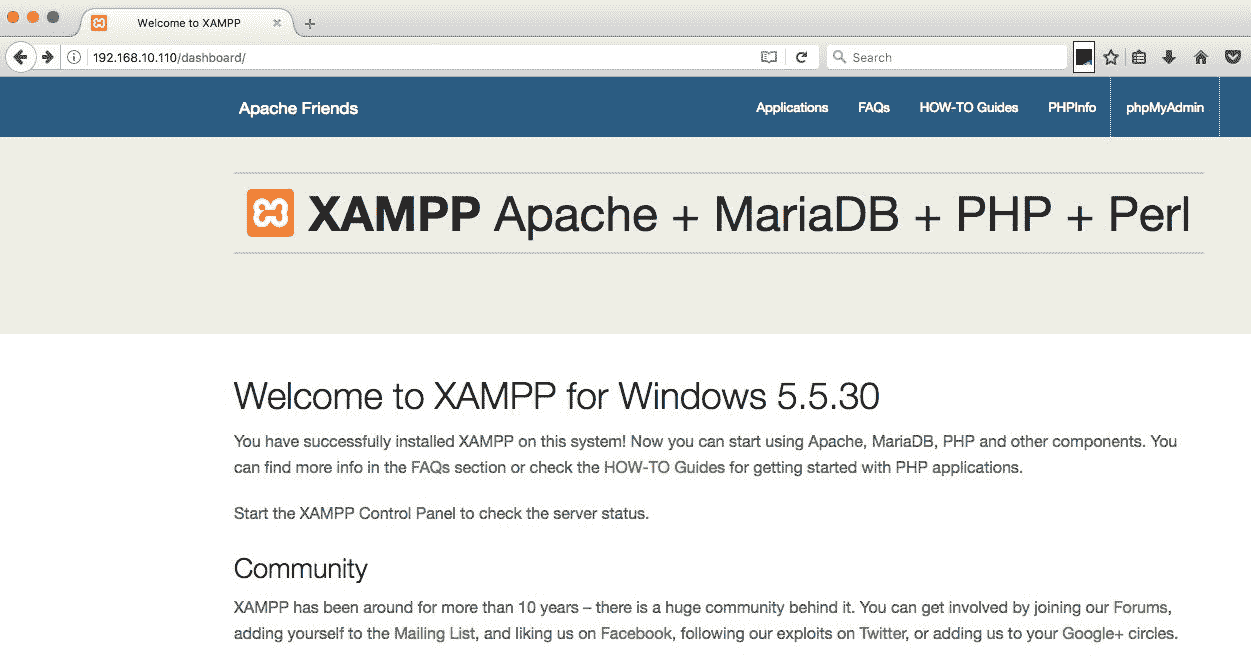 Welcome to XAMPP
192.168.10.110/dashboard/
Search
Apache Friends
Applications
FAQs
HOW-TO Guides
PHPInfo
phpMyAdmin
XAMPP Apache + MariaDB + PHP + Perl
Welcome to XAMPP for Windows 5.5.30
You have successfully installed XAMPP on this system! Now you can start using Apache, MariaDB, PHP and other components. You
can find more info in the FAQs section or check the HOW-TO Guides for getting started with PHP applications.
Start the XAMPP Control Panel to check the server status.
Community
XAMPP has been around for more than 10 years – there is a huge community behind it. You can get involved by joining our Forums,
adding yourself to the Mailing List, and liking us on Facebook, following our exploits on Twitter, or adding us to your Google+ circles.